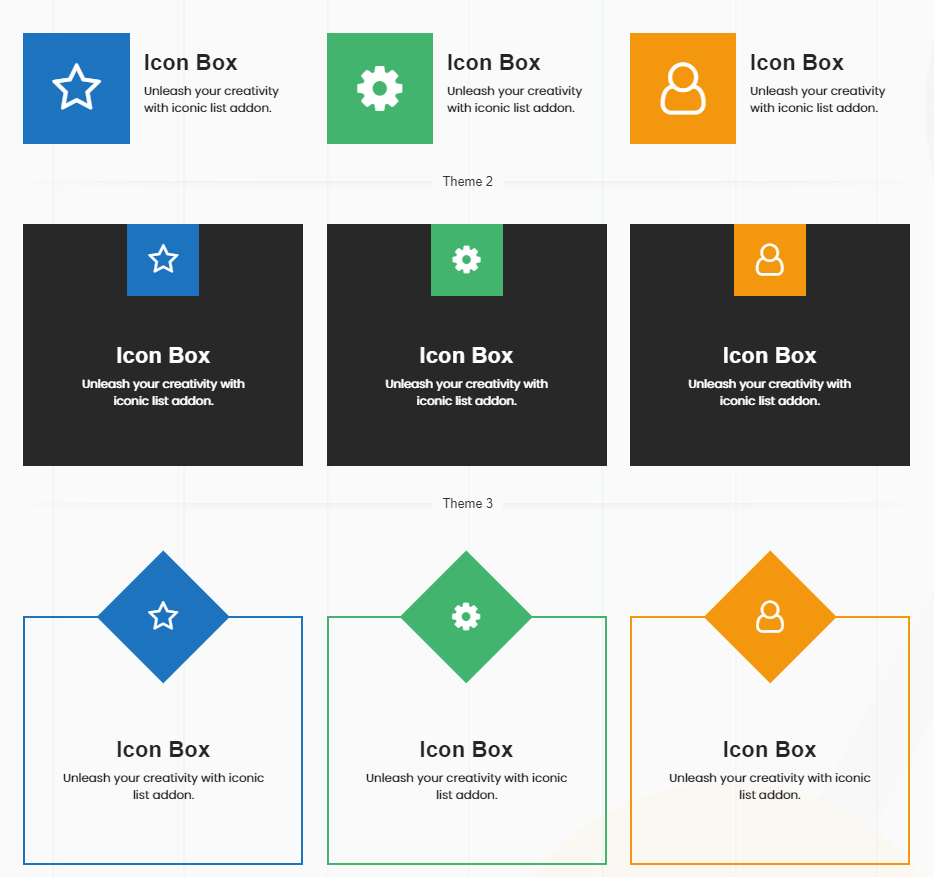 Icon Box
Unleash your creativity
with iconic list addon.
Icon Box
Unleash your creativity
with iconic list addon.
Icon Box
Unleash your creativity
with iconic list addon.
Theme 2
Icon Box
Unleash your creativity with
iconic list addon.
Icon Box
Unleash your creativity with
iconic list addon.
Icon Box
Unleash your creativity with
iconic list addon.
Theme 3
Icon Box
Unleash your creativity with iconic
list addon.
Icon Box
Unleash your creativity with iconic
list addon.
Icon Box
Unleash your creativity with iconic
list addon.